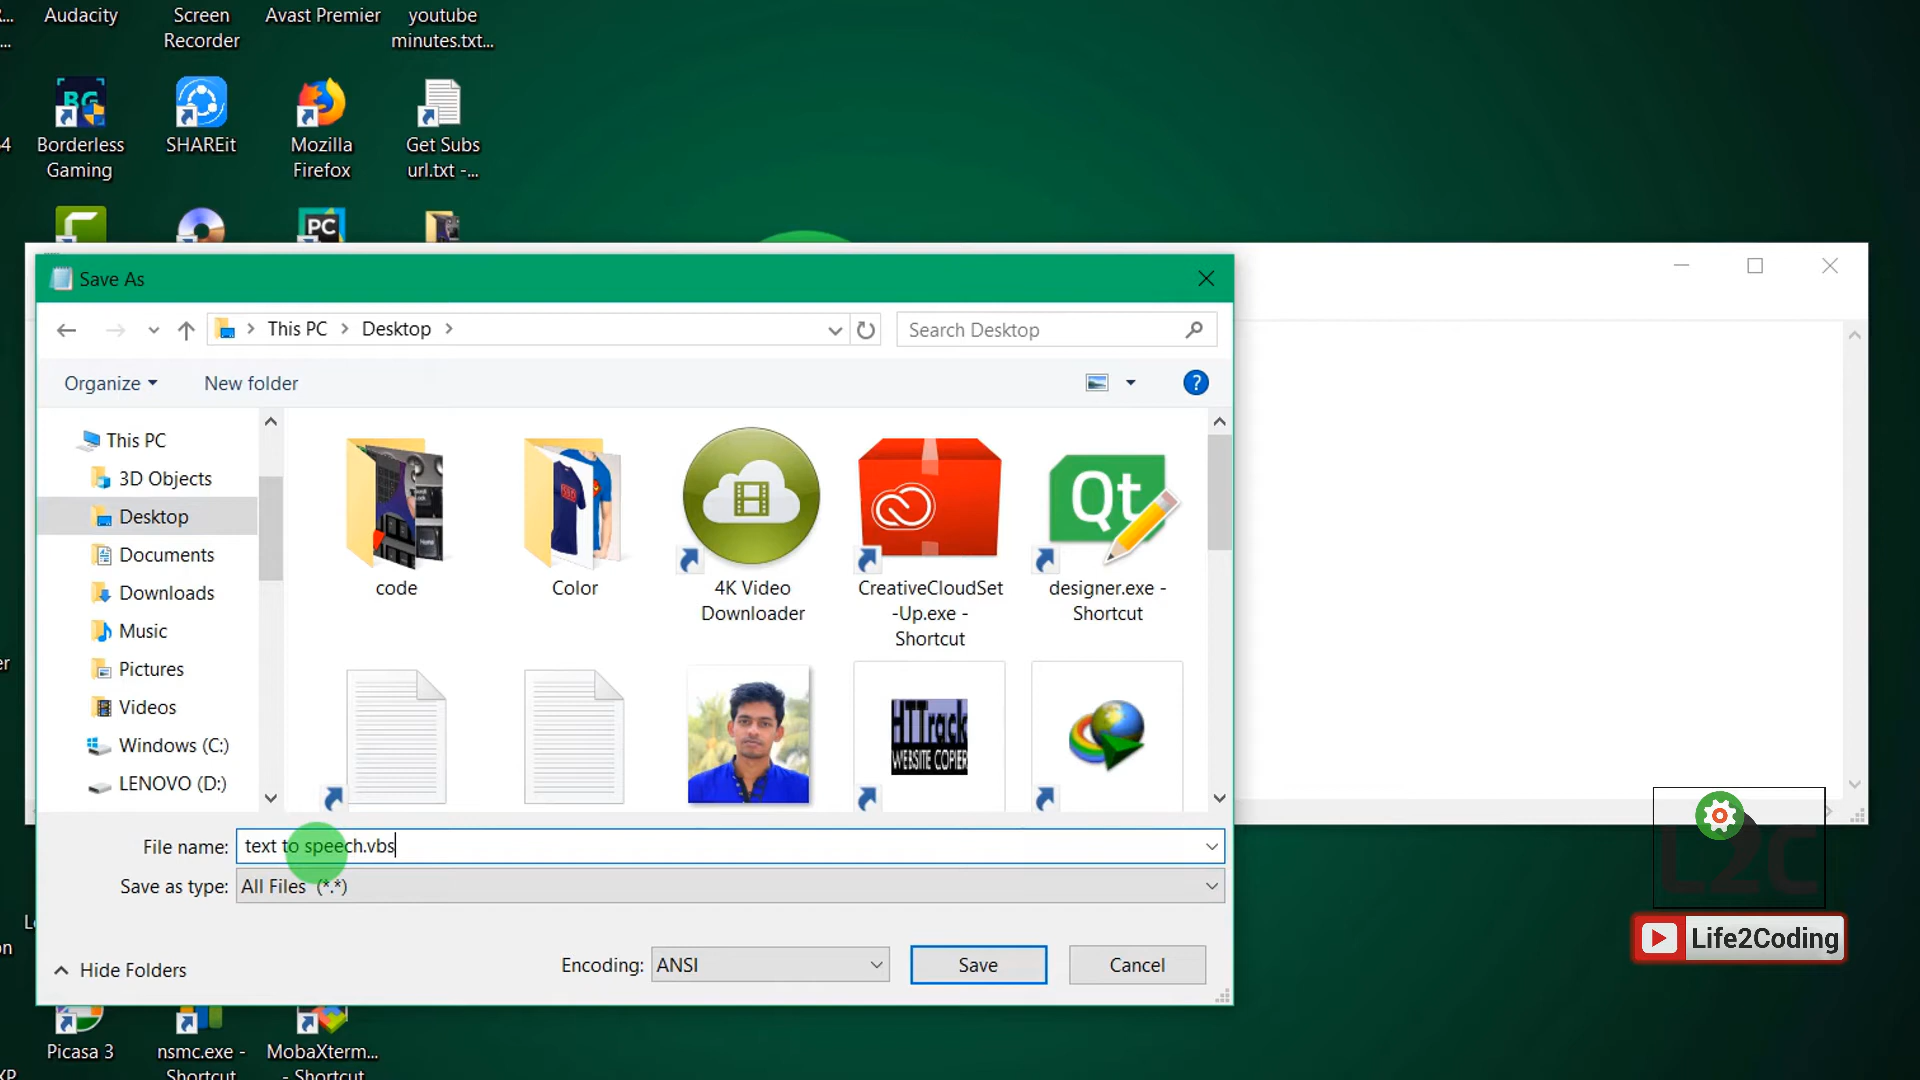 Audacity
Screen
Recorder
Avast Premier
youtube
minutes.txt...
BG
Borderless
Gaming
SHAREit
Mozilla
Firefox
Get Subs
url.txt -...
PC
Save As
This PC
Desktop
Search Desktop
Organize
New folder
?
This PC
3D Objects
Desktop
Documents
Downloads
Music
Pictures
Videos
Windows (C:)
LENOVO (D:)
code
Color
4K Video
Downloader
CreativeCloudSet
-Up.exe -
Shortcut
Qt
designer.exe -
Shortcut
HTTrack
WEBSITE COPIER
File name:
text to speech.vbs
Save as type:
All Files (*.*)
Hide Folders
Encoding:
ANSI
Save
Cancel
L2C
Life2Coding
Picasa 3
nsmc.exe -
Shortcut
MobaXterm...
- Shortcut